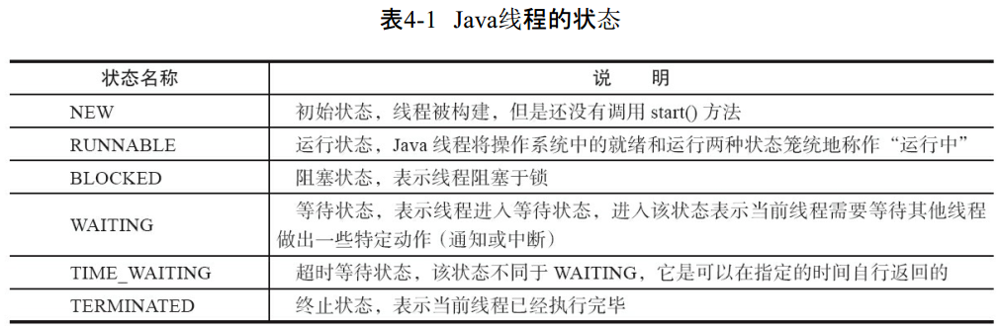 表4-1 Java线程的状态
状态名称 说 明
NEW 初始状态，线程被构建，但是还没有调用 start() 方法
RUNNABLE 运行状态，Java 线程将操作系统中的就绪和运行两种状态笼统地称作“运行中”
BLOCKED 阻塞状态，表示线程阻塞于锁
WAITING 等待状态，表示线程进入等待状态，进入该状态表示当前线程需要等待其他线程
做出一些特定动作（通知或中断）
TIME_WAITING 超时等待状态，该状态不同于 WAITING，它是可以在指定的时间自行返回的
TERMINATED 终止状态，表示当前线程已经执行完毕